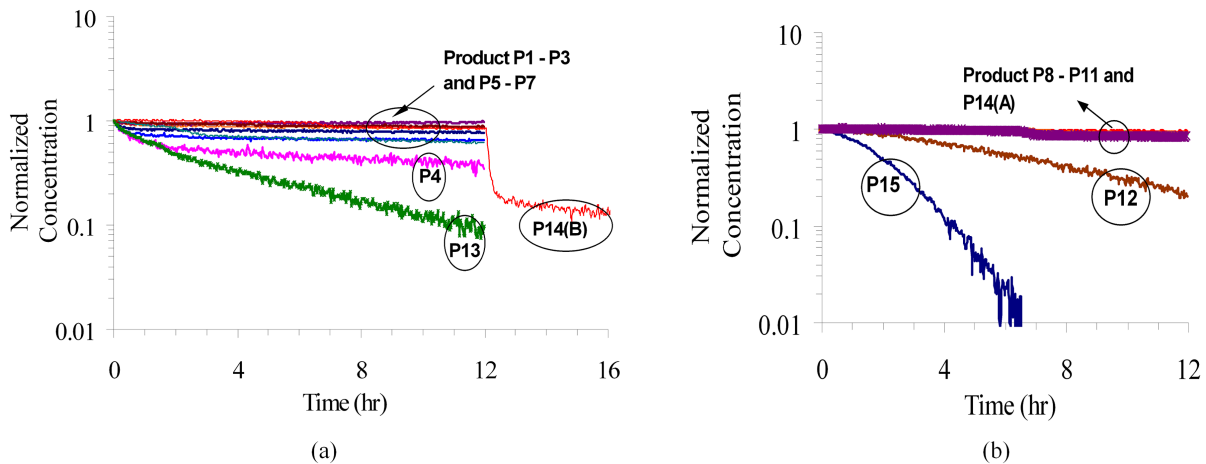 10
1
0.1
0.01
Normalized
Concentration
Product P1 - P3
and P5 - P7
P4
P13
P14(B)
0
4
8
12
16
Time (hr)
(a)
10
1
0.1
0.01
Normalized
Concentration
Product P8 - P11 and
P14(A)
P15
P12
0
4
8
12
Time (hr)
(b)